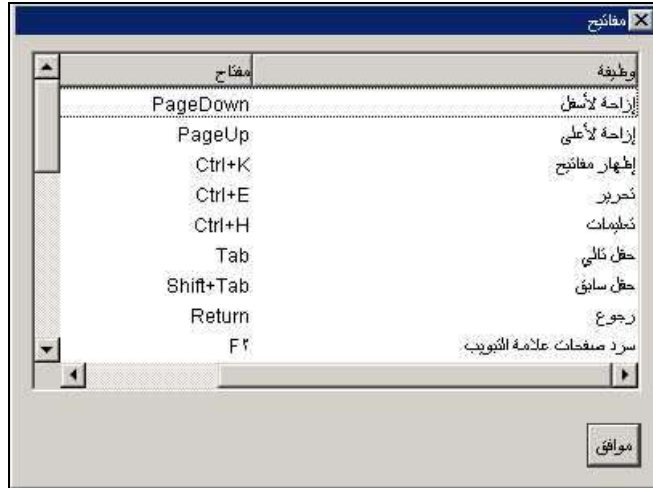 مفاتيح
وظيفة مفتاح
إزاحة لأسفل PageDown
إزاحة لأعلى PageUp
إظهار مفاتيح Ctrl+K
تحرير Ctrl+E
تعليمات Ctrl+H
حقل تالي Tab
حقل سابق Shift+Tab
رجوع Return
سرد صفحات علامة التبويب F٢
موافق